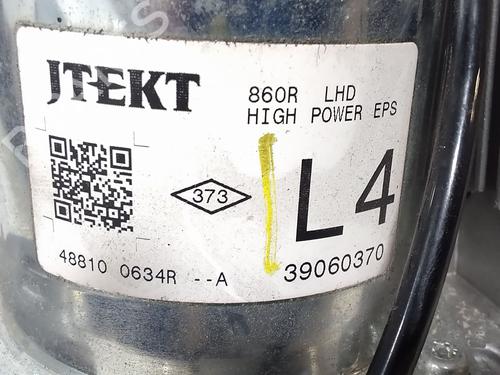 JTEKT
860R LHD
HIGH POWER EPS
373
L4
48810 0634R --A
39060370